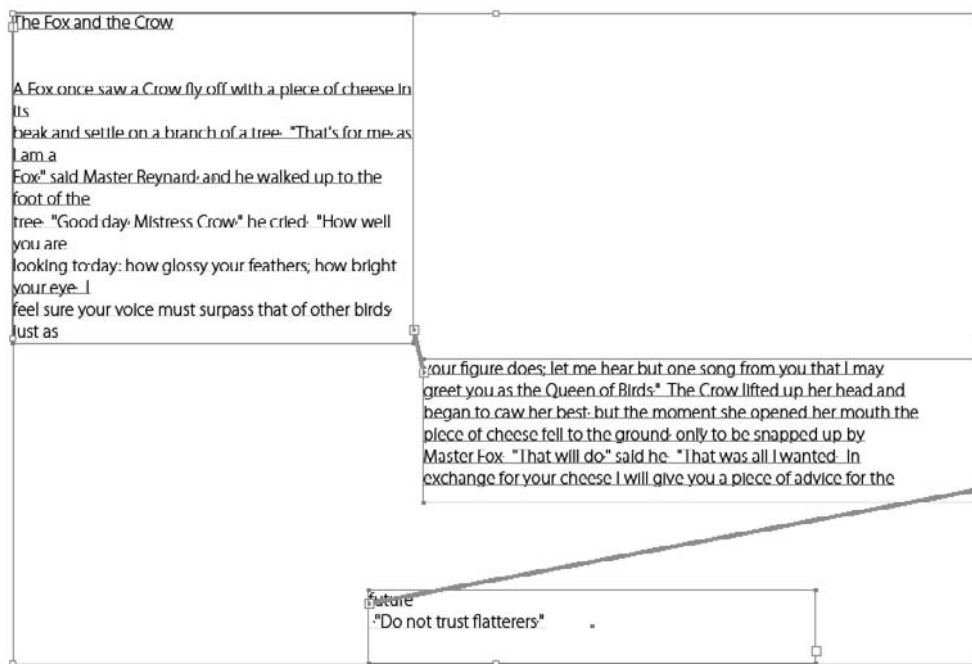 The Fox and the Crow
A Fox once saw a Crow fly off with a piece of cheese in
its
beak and settle on a branch of a tree. "That's for me, as
I am a
Fox," said Master Reynard, and he walked up to the
foot of the
tree. "Good day, Mistress Crow," he cried. "How well
you are
looking to-day: how glossy your feathers; how bright
your eye. I
feel sure your voice must surpass that of other birds,
just as
your figure does; let me hear but one song from you that I may
greet you as the Queen of Birds." The Crow lifted up her head and
began to caw her best, but the moment she opened her mouth the
piece of cheese fell to the ground, only to be snapped up by
Master Fox. "That will do," said he. "That was all I wanted. In
exchange for your cheese I will give you a piece of advice for the
future
."Do not trust flatterers."